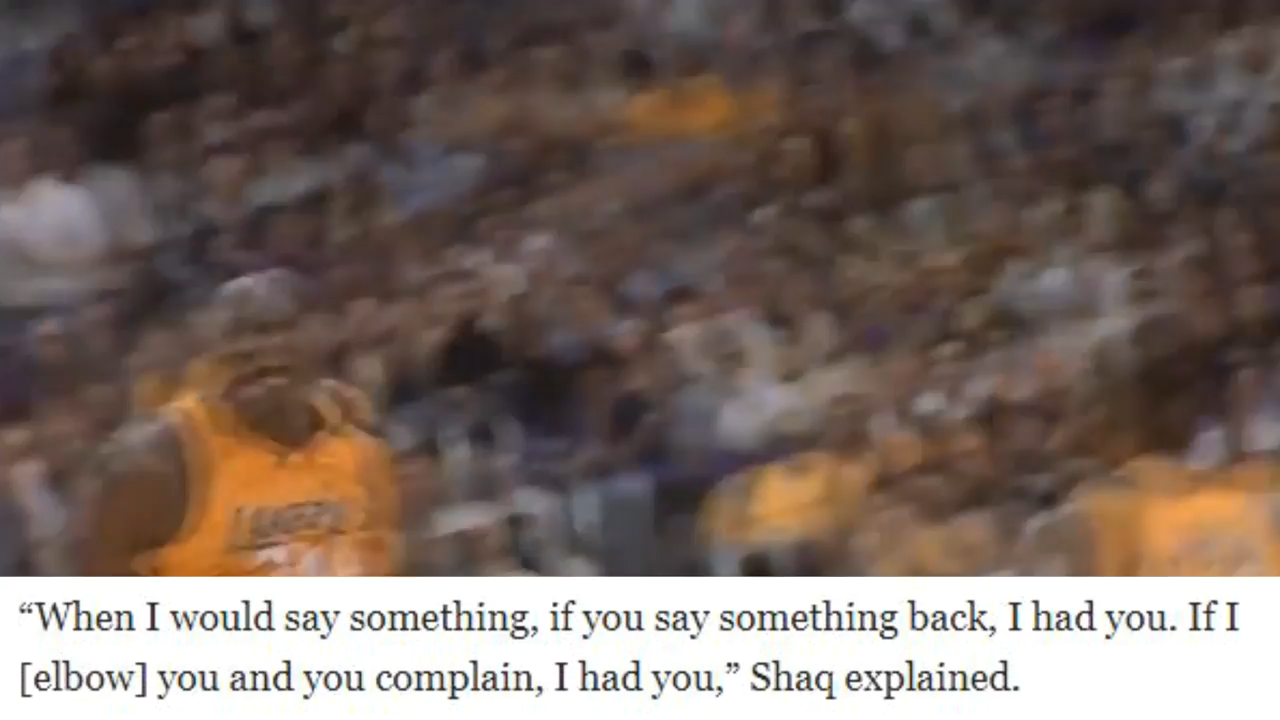 LAKERS
“When I would say something, if you say something back, I had you. If I
[elbow] you and you complain, I had you,” Shaq explained.